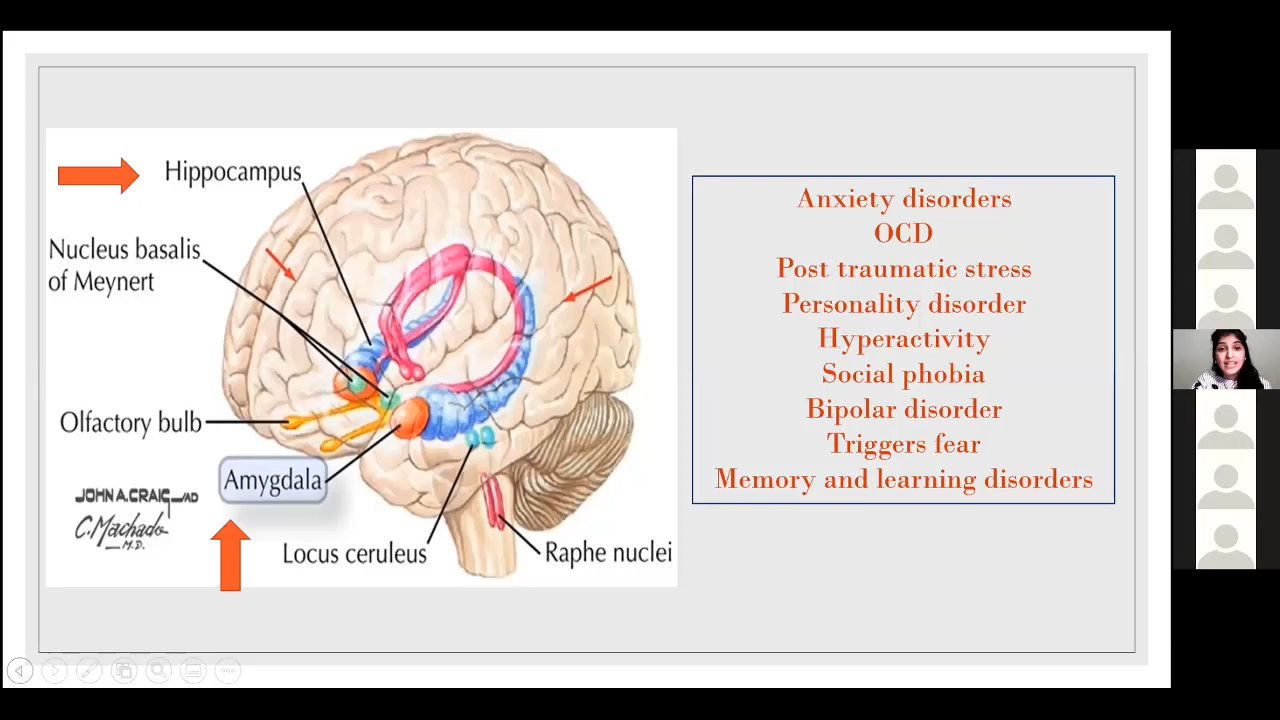 Hippocampus
Nucleus basalis
of Meynert
Olfactory bulb
Amygdala
JOHN A. CRAIG_AD
C. Machado
_M.D.
Locus ceruleus
Raphe nuclei
Anxiety disorders
OCD
Post traumatic stress
Personality disorder
Hyperactivity
Social phobia
Bipolar disorder
Triggers fear
Memory and learning disorders